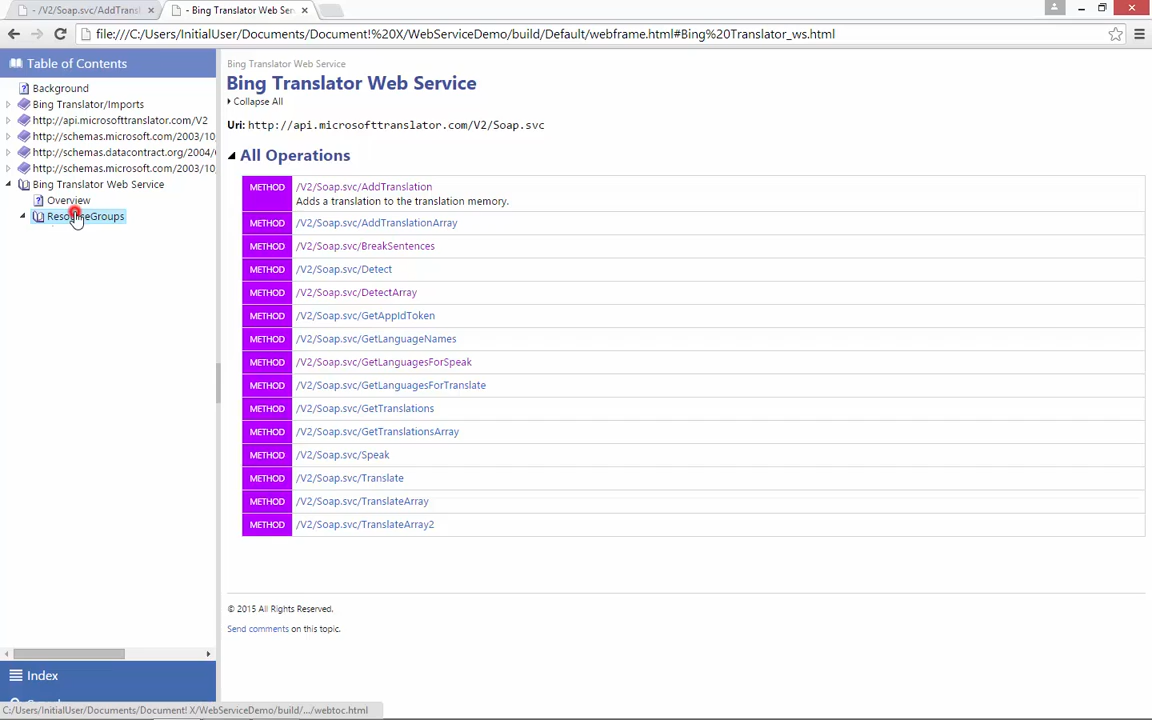 - /V2/Soap.svc/AddTransl
- Bing Translator Web Ser
file:///C:/Users/InitialUser/Documents/Document!%20X/WebServiceDemo/build/Default/webframe.html#Bing%20Translator_ws.html
Table of Contents
Background
Bing Translator/Imports
http://api.microsofttranslator.com/V2
http://schemas.microsoft.com/2003/10
http://schemas.datacontract.org/2004/
http://schemas.microsoft.com/2003/10
Bing Translator Web Service
Overview
ResourceGroups
Index
Bing Translator Web Service
Bing Translator Web Service
Collapse All
Uri: http://api.microsofttranslator.com/V2/Soap.svc
All Operations
METHOD /V2/Soap.svc/AddTranslation
Adds a translation to the translation memory.
METHOD /V2/Soap.svc/AddTranslationArray
METHOD /V2/Soap.svc/BreakSentences
METHOD /V2/Soap.svc/Detect
METHOD /V2/Soap.svc/DetectArray
METHOD /V2/Soap.svc/GetAppIdToken
METHOD /V2/Soap.svc/GetLanguageNames
METHOD /V2/Soap.svc/GetLanguagesForSpeak
METHOD /V2/Soap.svc/GetLanguagesForTranslate
METHOD /V2/Soap.svc/GetTranslations
METHOD /V2/Soap.svc/GetTranslationsArray
METHOD /V2/Soap.svc/Speak
METHOD /V2/Soap.svc/Translate
METHOD /V2/Soap.svc/TranslateArray
METHOD /V2/Soap.svc/TranslateArray2
© 2015 All Rights Reserved.
Send comments on this topic.
C:/Users/InitialUser/Documents/Document! X/WebServiceDemo/build/.../webtoc.html